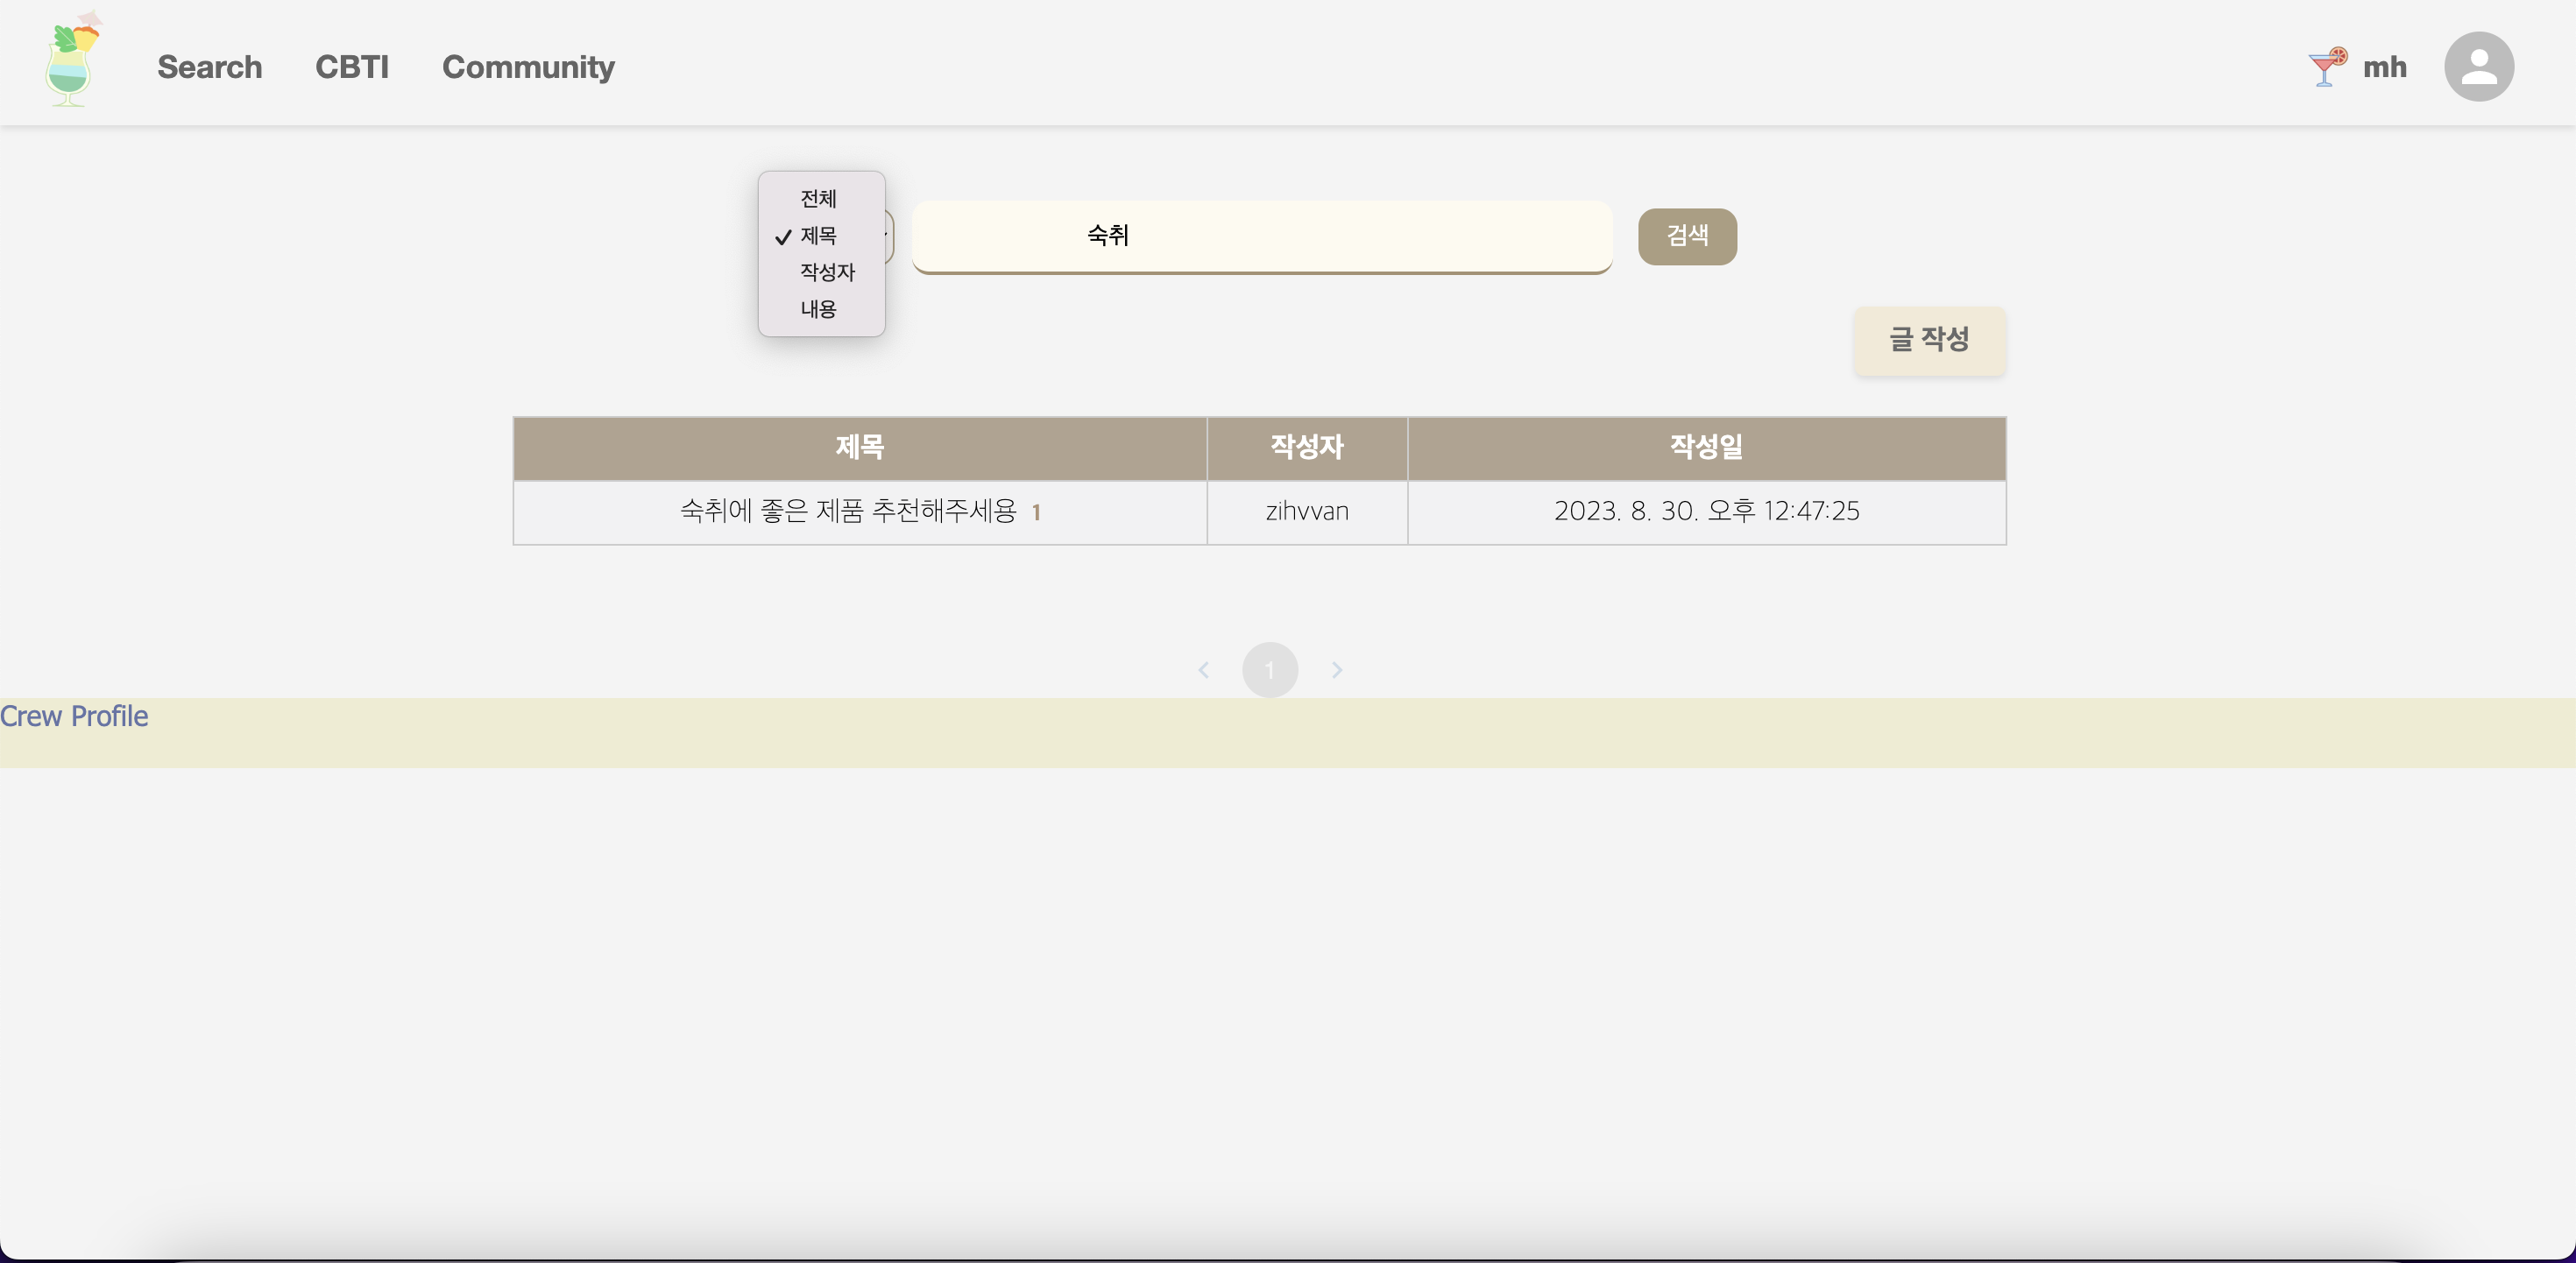 Search CBTI Community mh
전체
✓ 제목
작성자
내용
숙취
검색
글 작성
제목 작성자 작성일
숙취에 좋은 제품 추천해주세용 1 zihvvan 2023. 8. 30. 오후 12:47:25
1
Crew Profile